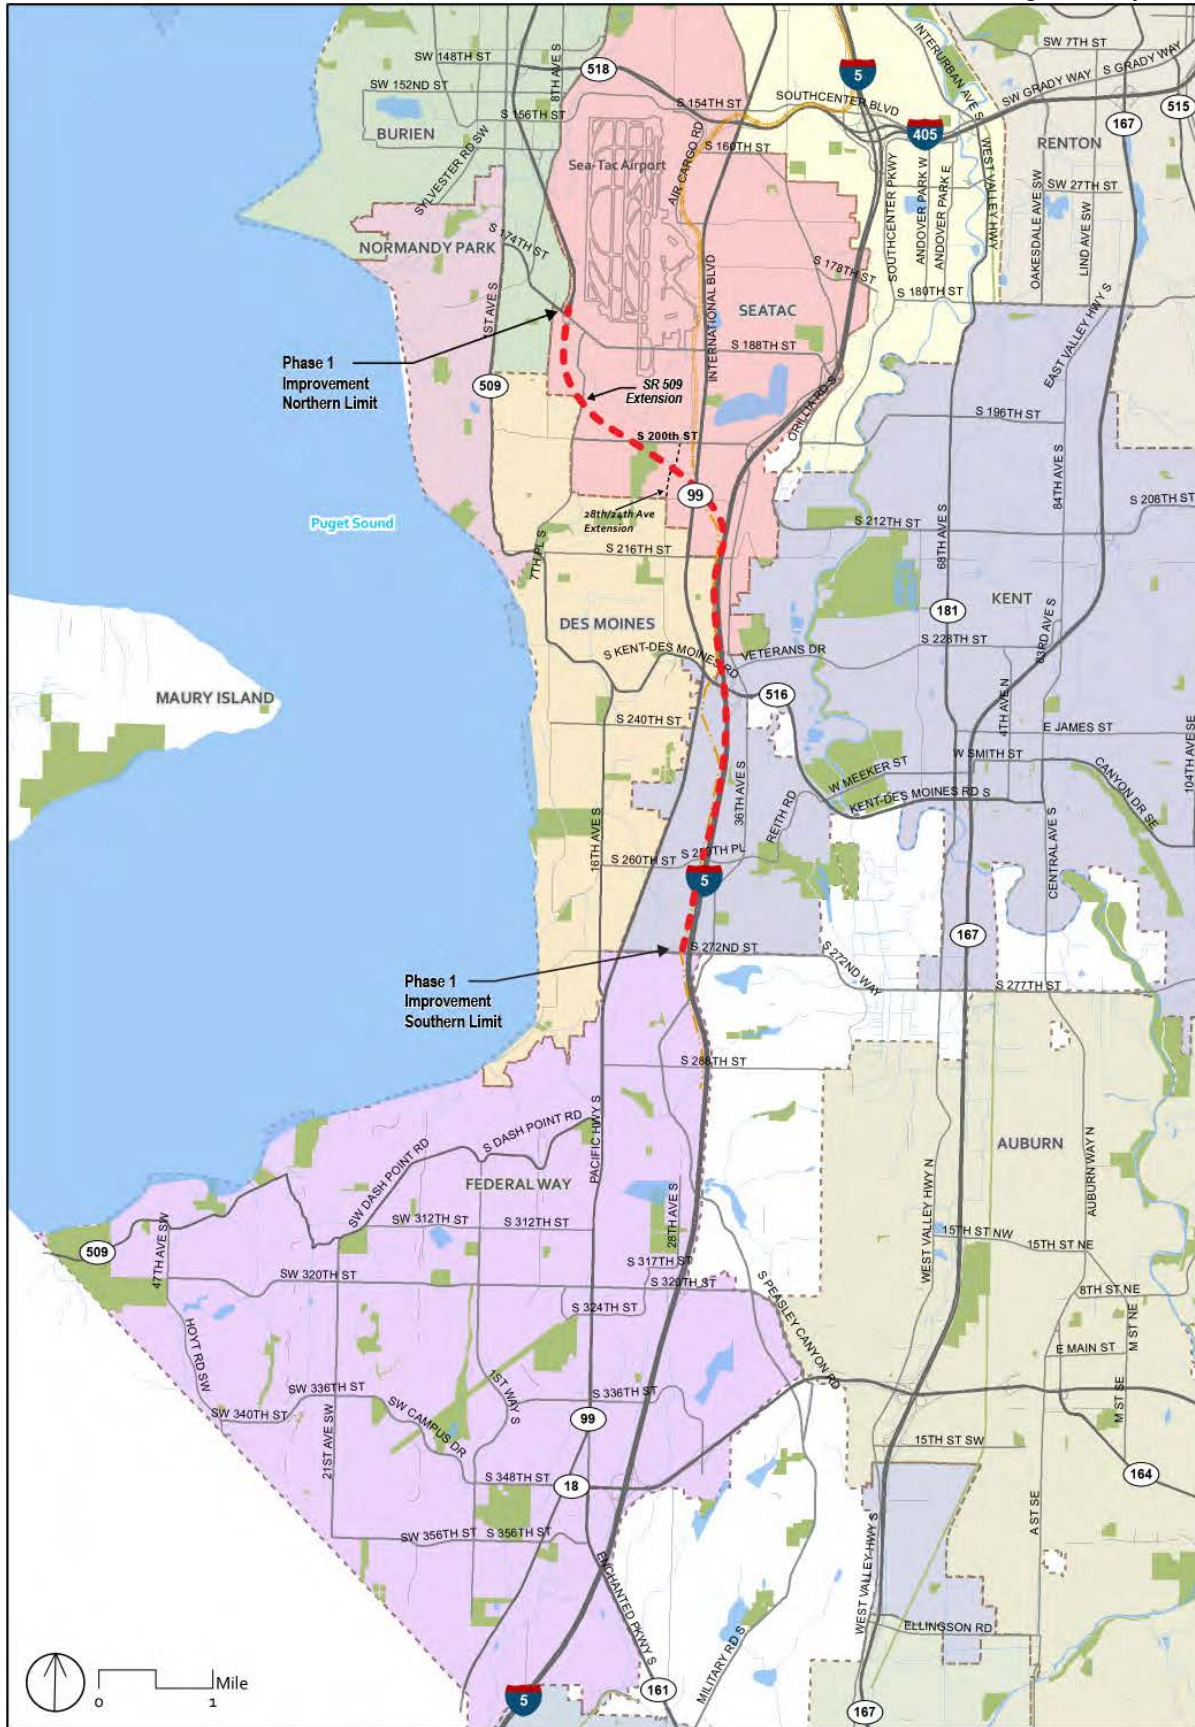 SW 148TH ST
8TH AVE S
518
5
INTERURBAN AVE S
SW 7TH ST
S GRADY WAY
SW GRADY WAY
515
SW 152ND ST
S 156TH ST
S 154TH ST
SOUTHCENTER BLVD
405
167
BURIEN
RENTON
SYLVESTER RD SW
Sea-Tac Airport
AIR CARGO RD
S 160TH ST
SOUTHCENTER PKWY
ANDOVER PARK W
ANDOVER PARK E
WEST VALLEY HWY
OAKESDALE AVE SW
SW 27TH ST
LIND AVE SW
NORMANDY PARK
S 174TH ST
S 178TH ST
S 180TH ST
1ST AVE S
INTERNATIONAL BLVD
SEATAC
EAST VALLEY HWY S
Phase 1
Improvement
Northern Limit
S 188TH ST
509
SR 509
Extension
ORILLIA RD S
S 196TH ST
S 200th ST
84TH AVE S
99
S 208TH ST
28th/24th Ave
Extension
S 212TH ST
Puget Sound
7TH PL S
S 216TH ST
68TH AVE S
KENT
181
DES MOINES
S KENT-DES MOINES RD
VETERANS DR
S 228TH ST
83RD AVE S
516
MAURY ISLAND
S 240TH ST
4TH AVE N
E JAMES ST
W SMITH ST
104TH AVE SE
W MEEKER ST
CANYON DR SE
KENT-DES MOINES RD S
36TH AVE S
REITH RD
16TH AVE S
CENTRAL AVE S
S 260TH ST
S 259TH PL
5
167
S 272ND ST
S 272ND WAY
Phase 1
Improvement
Southern Limit
S 277TH ST
S 288TH ST
PACIFIC HWY S
S DASH POINT RD
SW DASH POINT RD
FEDERAL WAY
AUBURN
AUBURN WAY N
WEST VALLEY HWY N
28TH AVE S
SW 312TH ST
S 312TH ST
15TH ST NW
15TH ST NE
509
47TH AVE SW
S 317TH ST
SW 320TH ST
S 320TH ST
S PEASLEY CANYON RD
8TH ST NE
S 324TH ST
M ST NE
HOYT RD SW
E MAIN ST
SW 336TH ST
1ST WAY S
S 336TH ST
SW 340TH ST
SW CAMPUS DR
99
M ST SE
21ST AVE SW
15TH ST SW
S 348TH ST
18
164
A ST SE
SW 356TH ST
S 356TH ST
ENCHANTED PKWY S
WEST VALLEY HWY S
ELLINGSON RD
MILITARY RD S
Mile
0
1
5
161
167